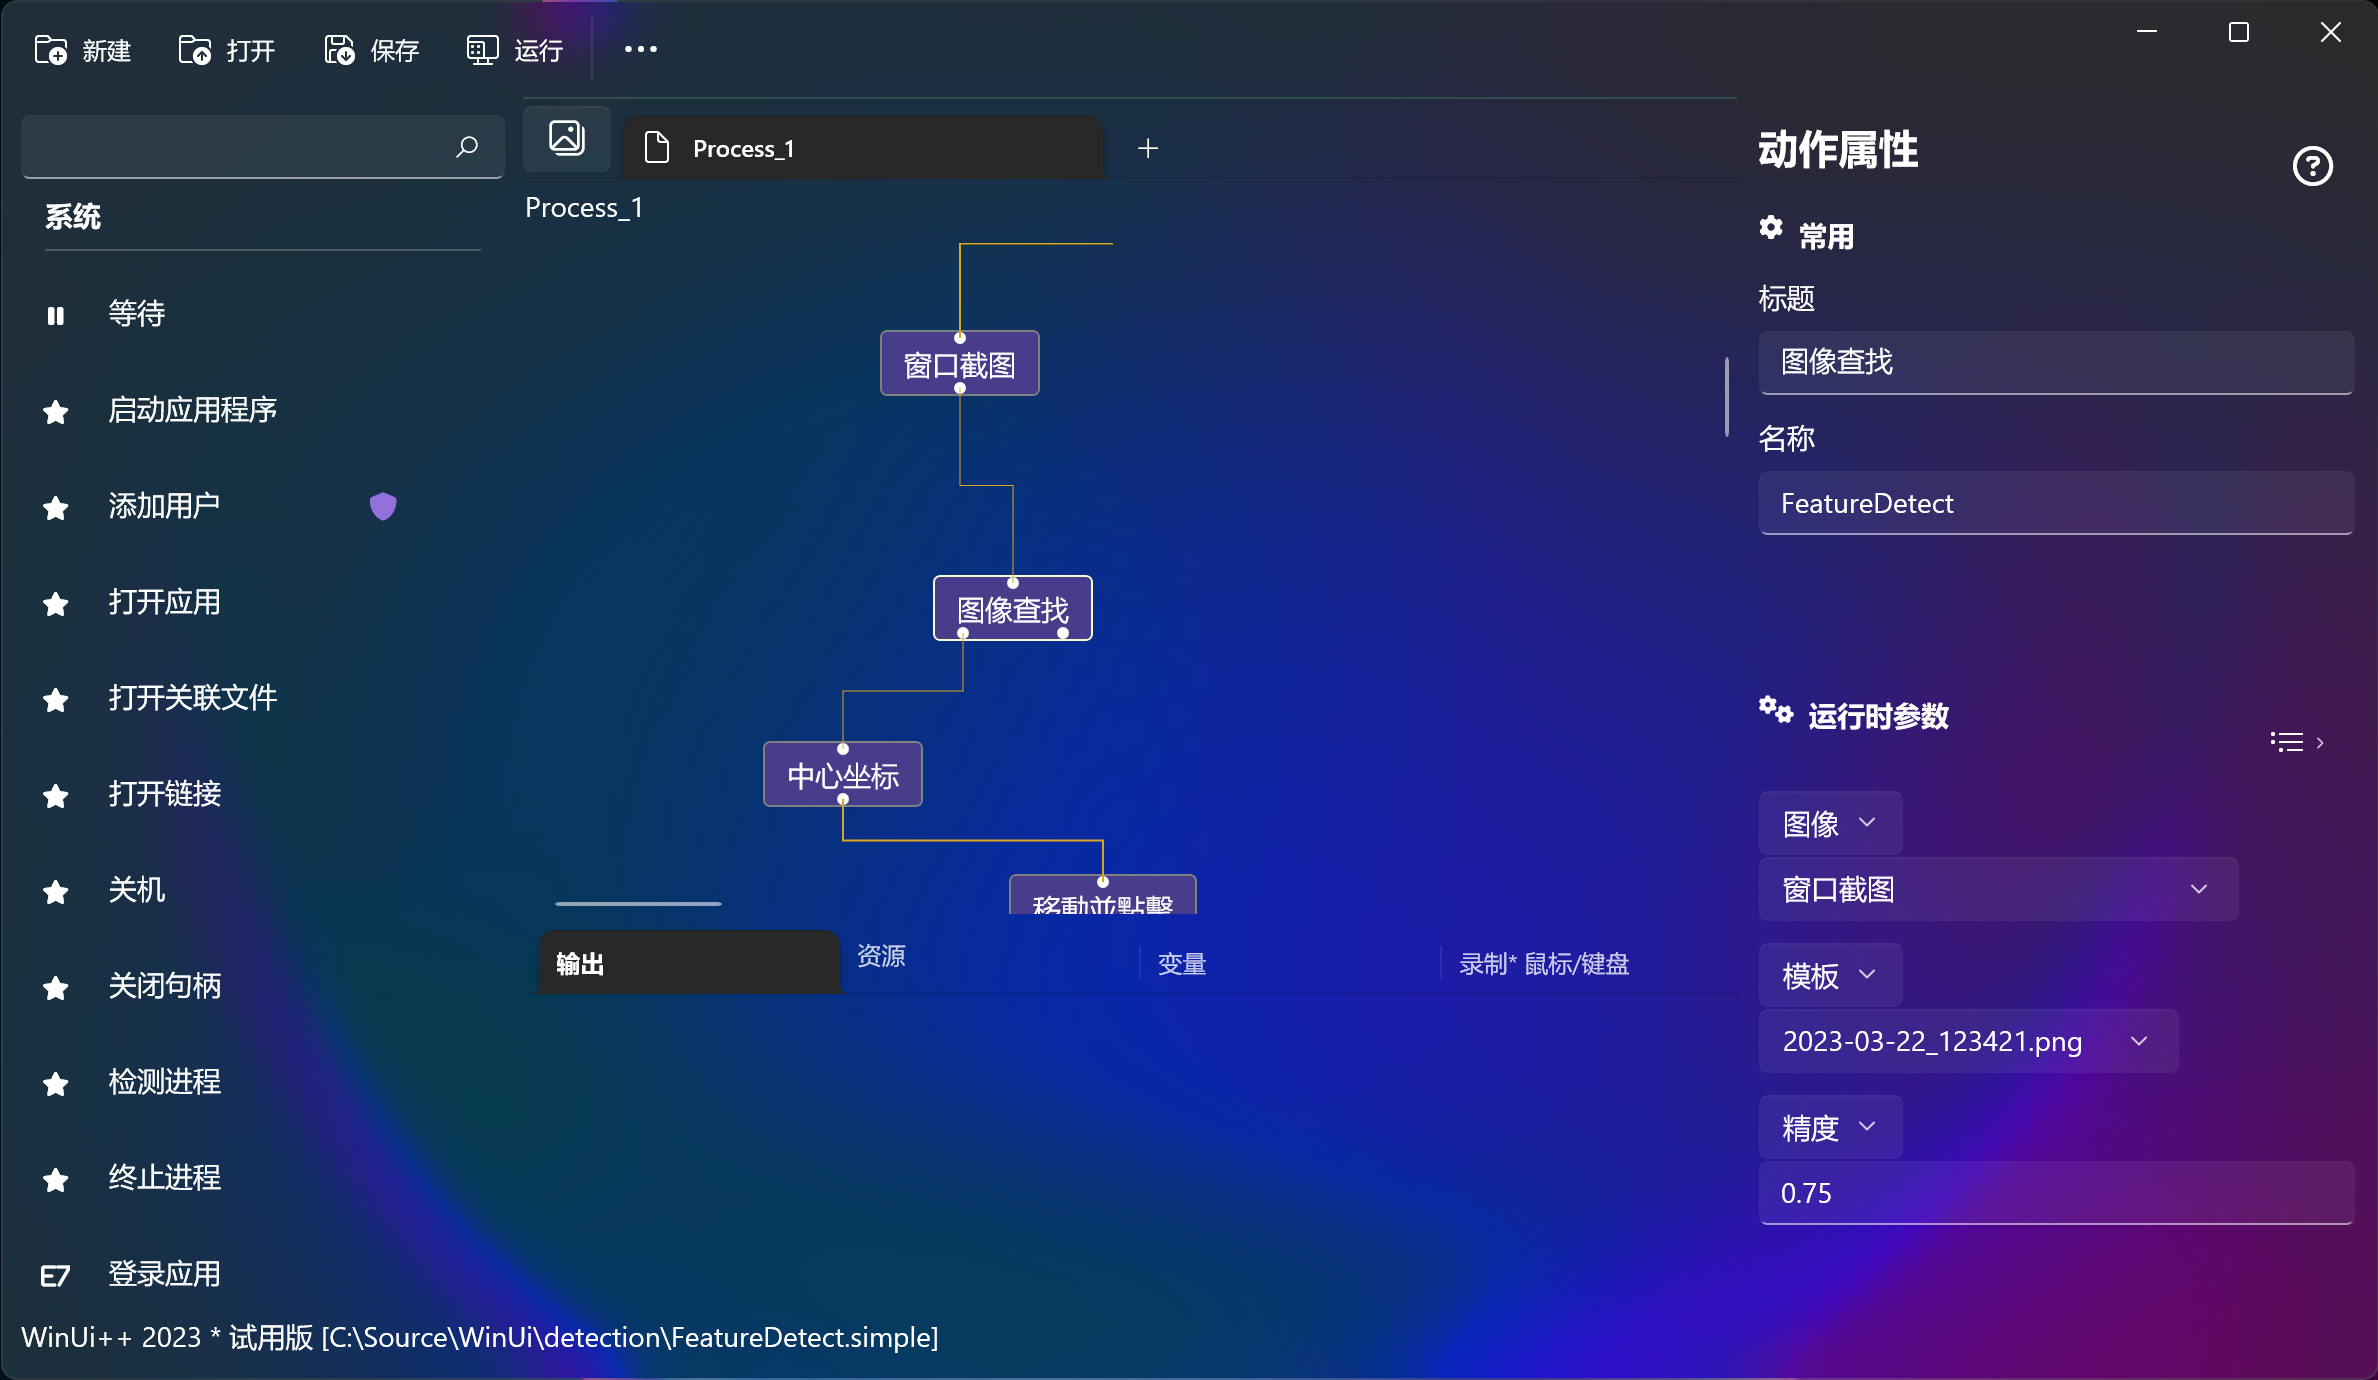 新建 打开 保存 运行
系统
等待
启动应用程序
添加用户
打开应用
打开关联文件
打开链接
关机
关闭句柄
检测进程
终止进程
E7 登录应用
Process_1
Process_1
窗口截图
图像查找
中心坐标
移動並點擊
输出 资源 变量 录制* 鼠标/键盘
动作属性
常用
标题
图像查找
名称
FeatureDetect
运行时参数
图像
窗口截图
模板
2023-03-22_123421.png
精度
0.75
WinUi++ 2023 * 试用版 [C:\Source\WinUi\detection\FeatureDetect.simple]